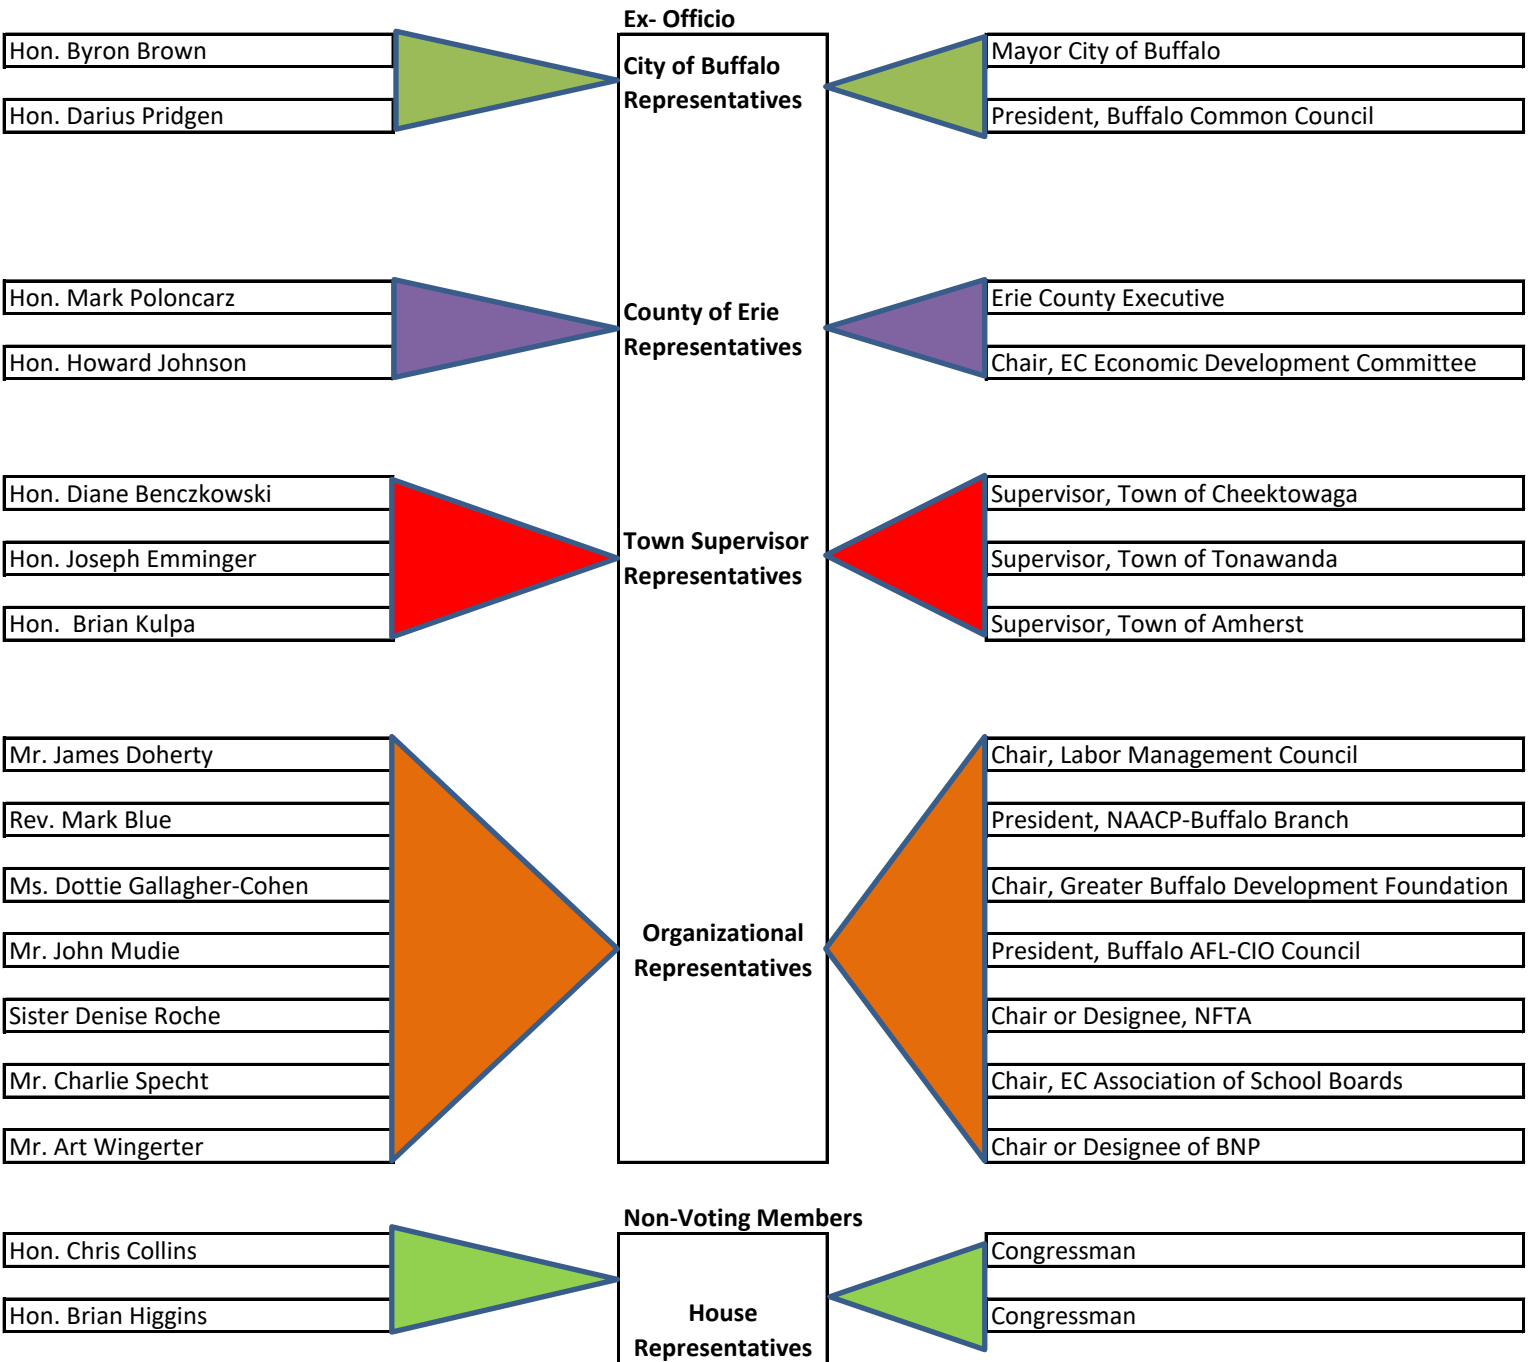 Ex- Officio
Hon. Byron Brown
City of Buffalo
Representatives
Mayor City of Buffalo
Hon. Darius Pridgen
President, Buffalo Common Council
Hon. Mark Poloncarz
County of Erie
Representatives
Erie County Executive
Hon. Howard Johnson
Chair, EC Economic Development Committee
Hon. Diane Benczkowski
Supervisor, Town of Cheektowaga
Hon. Joseph Emminger
Town Supervisor
Representatives
Supervisor, Town of Tonawanda
Hon.  Brian Kulpa
Supervisor, Town of Amherst
Mr. James Doherty
Chair, Labor Management Council
Rev. Mark Blue
President, NAACP-Buffalo Branch
Ms. Dottie Gallagher-Cohen
Chair, Greater Buffalo Development Foundation
Mr. John Mudie
Organizational
Representatives
President, Buffalo AFL-CIO Council
Sister Denise Roche
Chair or Designee, NFTA
Mr. Charlie Specht
Chair, EC Association of School Boards
Mr. Art Wingerter
Chair or Designee of BNP
Non-Voting Members
Hon. Chris Collins
Congressman
Hon. Brian Higgins
House
Representatives
Congressman